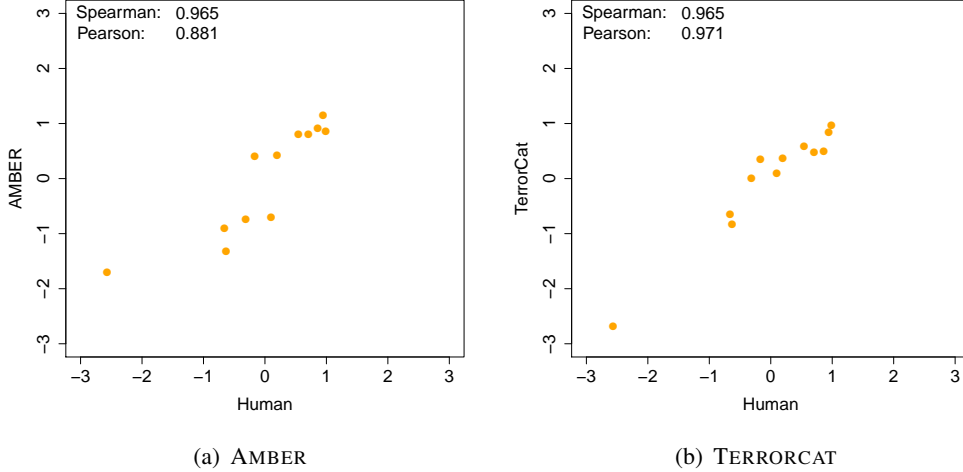 Spearman: 0.965
Pearson: 0.881
3
2
1
0
−1
−2
−3
AMBER
−3 −2 −1 0 1 2 3
Human
(a) AMBER
Spearman: 0.965
Pearson: 0.971
3
2
1
0
−1
−2
−3
TerrorCat
−3 −2 −1 0 1 2 3
Human
(b) TERRORCAT